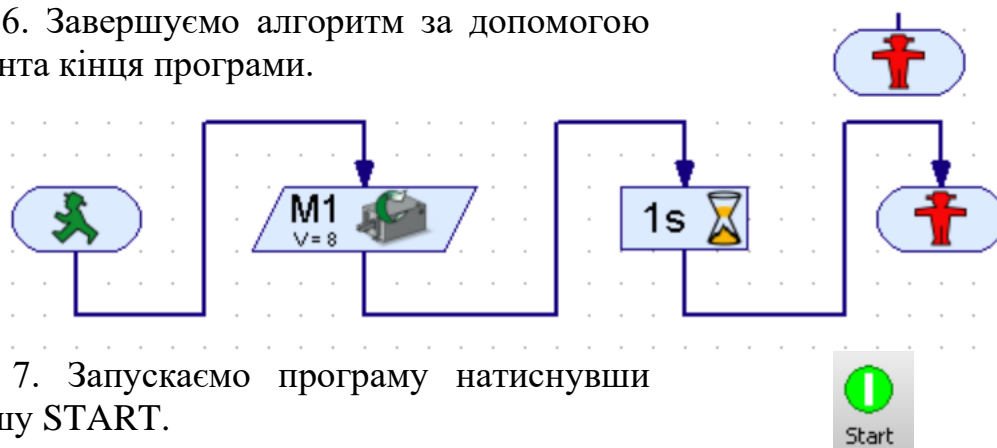 6. Завершуємо алгоритм за допомогою
нта кінця програми.
M1
V= 8
1s
7. Запускаємо програму натиснувши
шу START.
Start